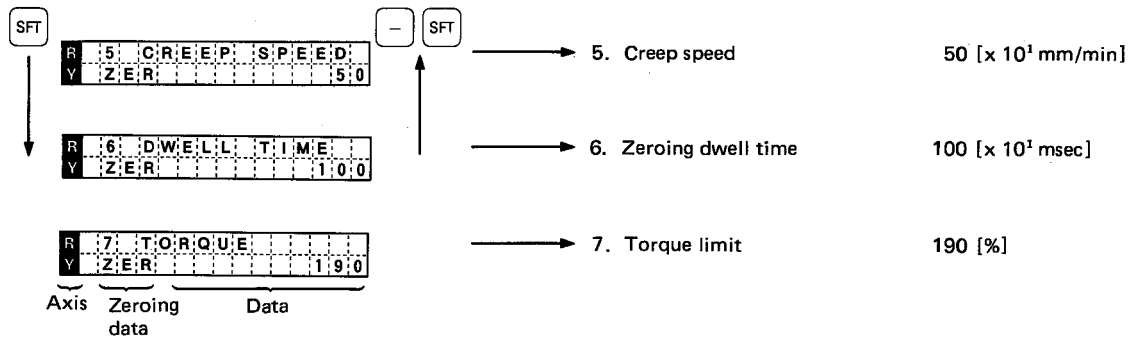 SFT
- SFT
R 5 CREEP SPEED
Y ZER 50
5. Creep speed 50 [x 10¹ mm/min]
R 6 DWELL TIME
Y ZER 100
6. Zeroing dwell time 100 [x 10¹ msec]
R 7 TORQUE
Y ZER 190
7. Torque limit 190 [%]
Axis Zeroing data Data